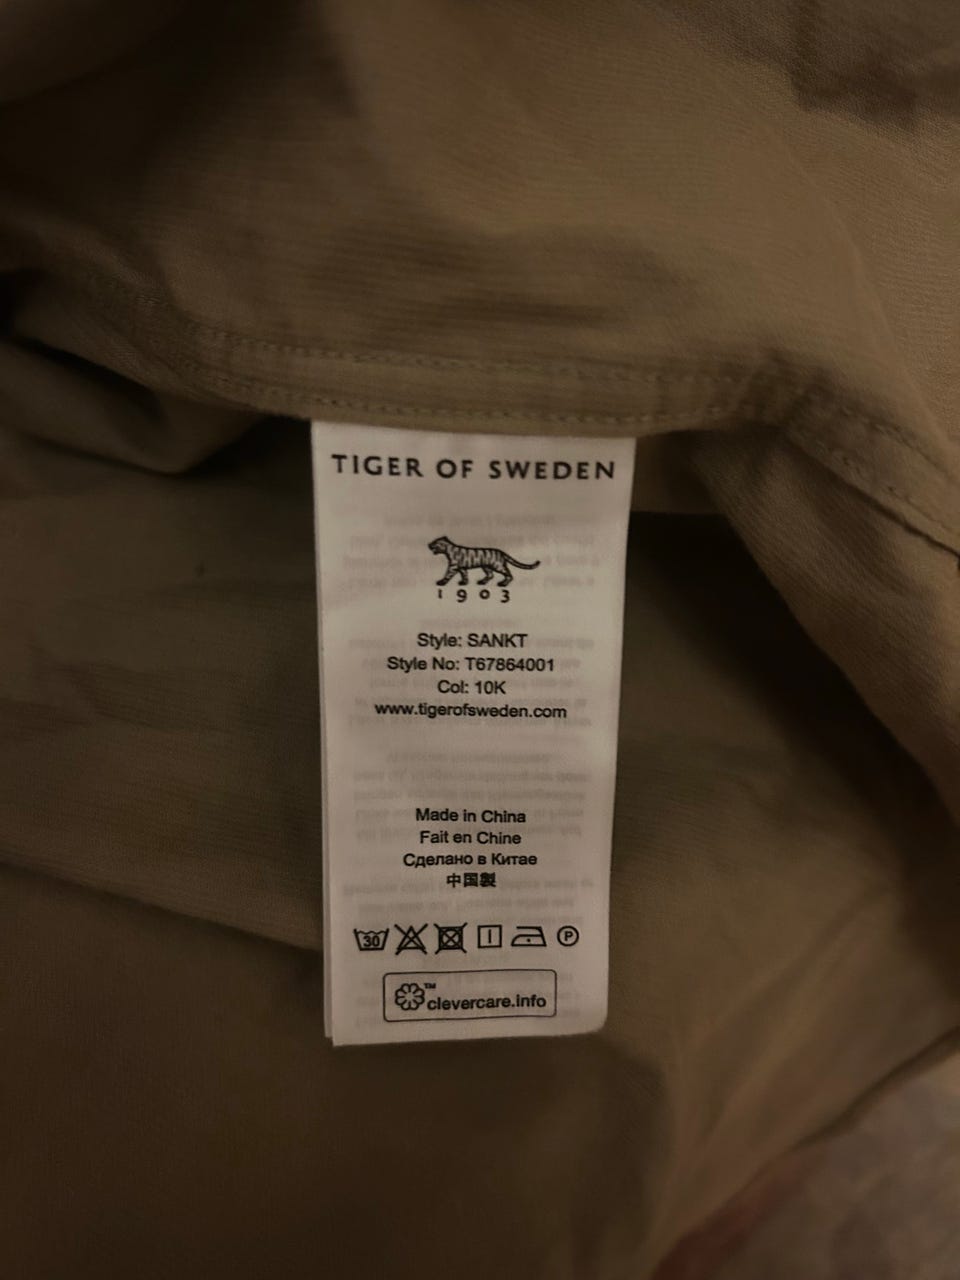 TIGER OF SWEDEN
1903
Style: SANKT
Style No: T67864001
Col: 10K
www.tigerofsweden.com
Made in China
Fait en Chine
Сделано в Китае
中国製
30 P
™ clevercare.info